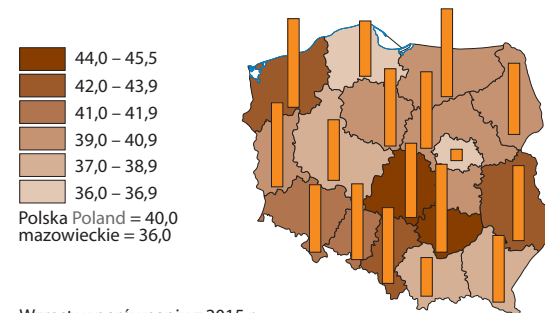 44,0 – 45,5
42,0 – 43,9
41,0 – 41,9
39,0 – 40,9
37,0 – 38,9
36,0 – 36,9
Polska Poland = 40,0
mazowieckie = 36,0
2015 r.